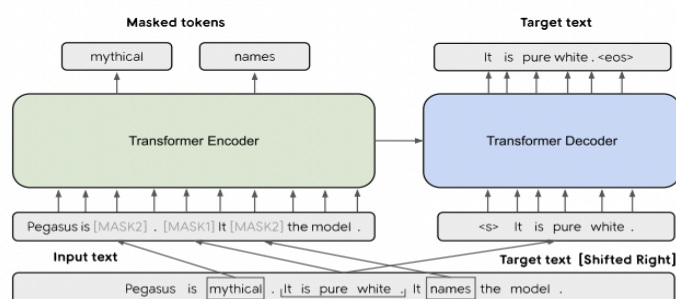 Masked tokens Target text
mythical names It is pure white . <eos>
Transformer Encoder Transformer Decoder
Pegasus is [MASK2] . [MASK1] It [MASK2] the model . <s> It is pure white .
Input text Target text [Shifted Right]
Pegasus is mythical . It is pure white . It names the model .